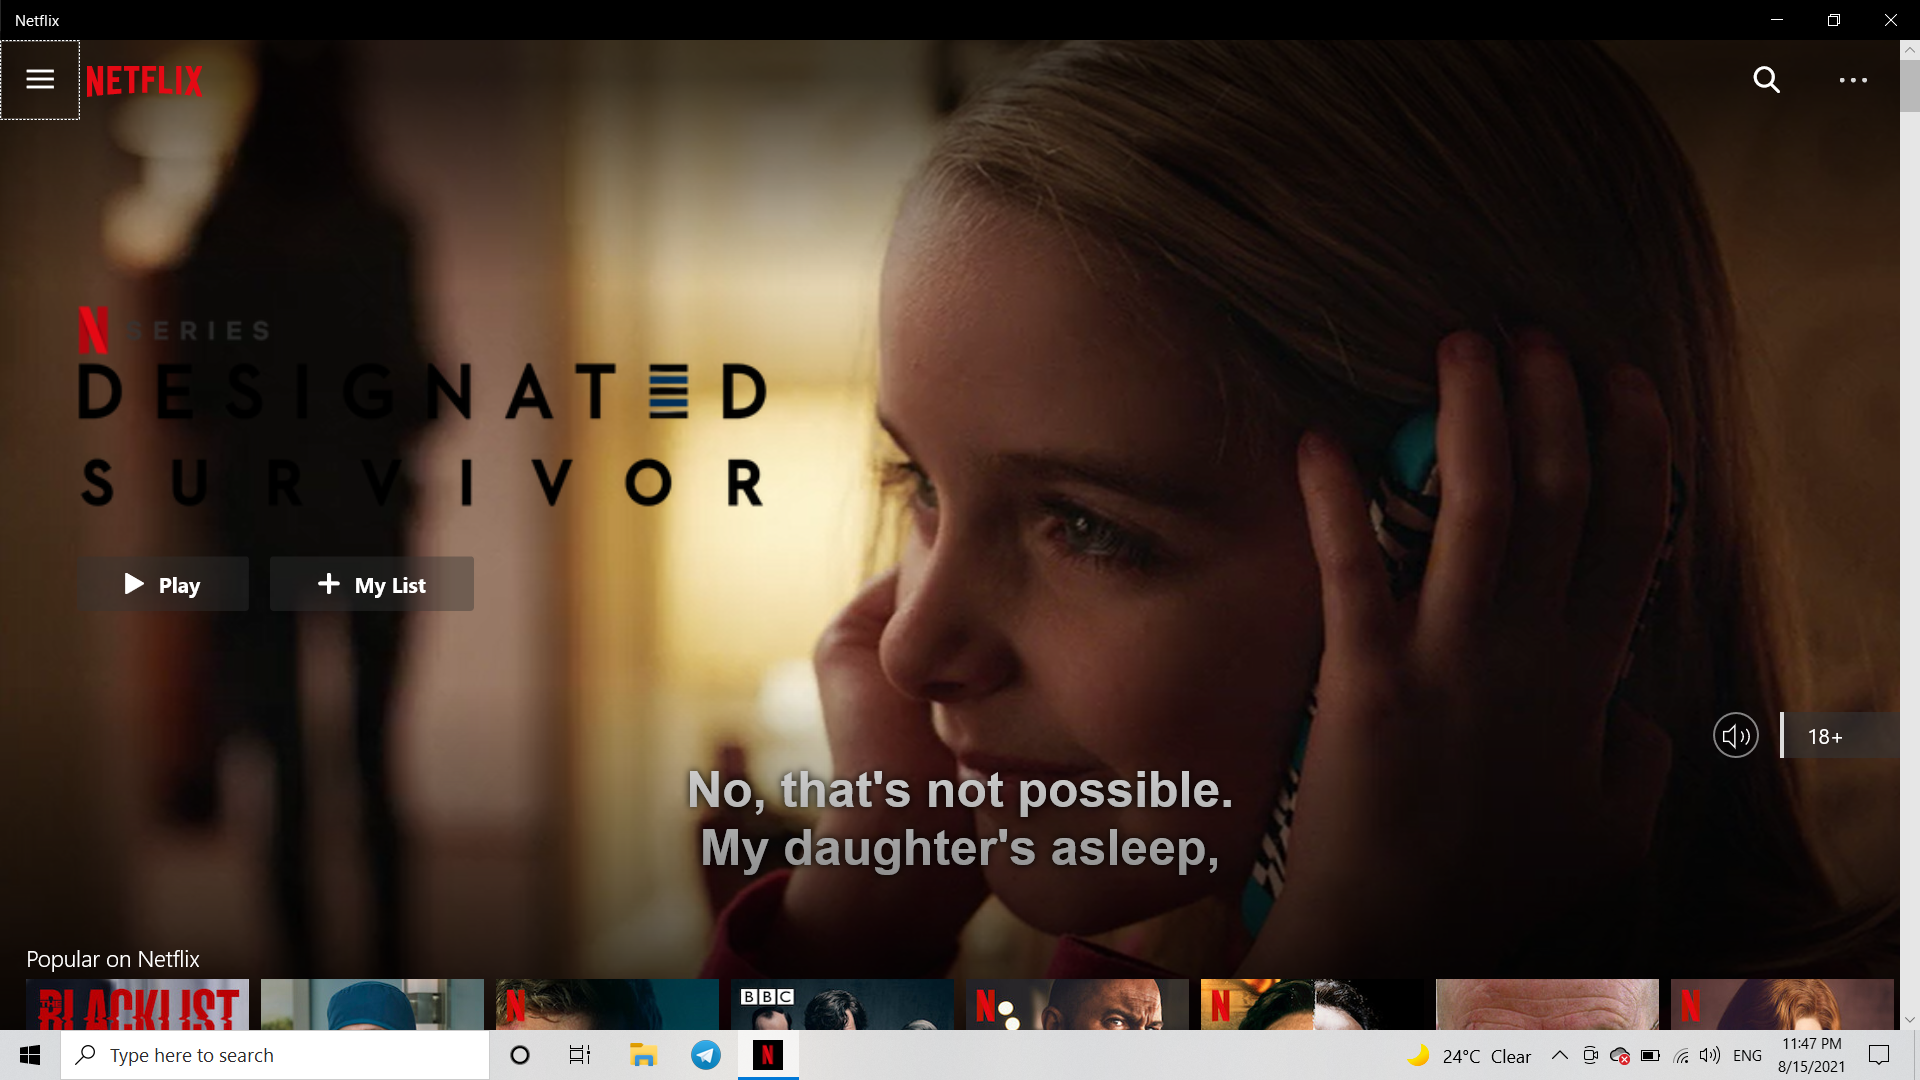 Netflix
NETFLIX
N SERIES
DESIGNATED
SURVIVOR
Play
My List
18+
No, that's not possible.
My daughter's asleep,
Popular on Netflix
THE
BLACKLIST
N
BBC
N
N
N
Type here to search
N
24°C Clear
ENG
11:47 PM
8/15/2021